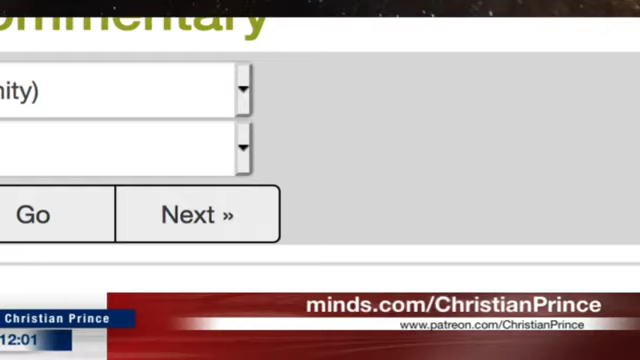 ommentary
nity)
Go
Next »
minds.com/ChristianPrince
Christian Prince
www.patreon.com/ChristianPrince
12:01